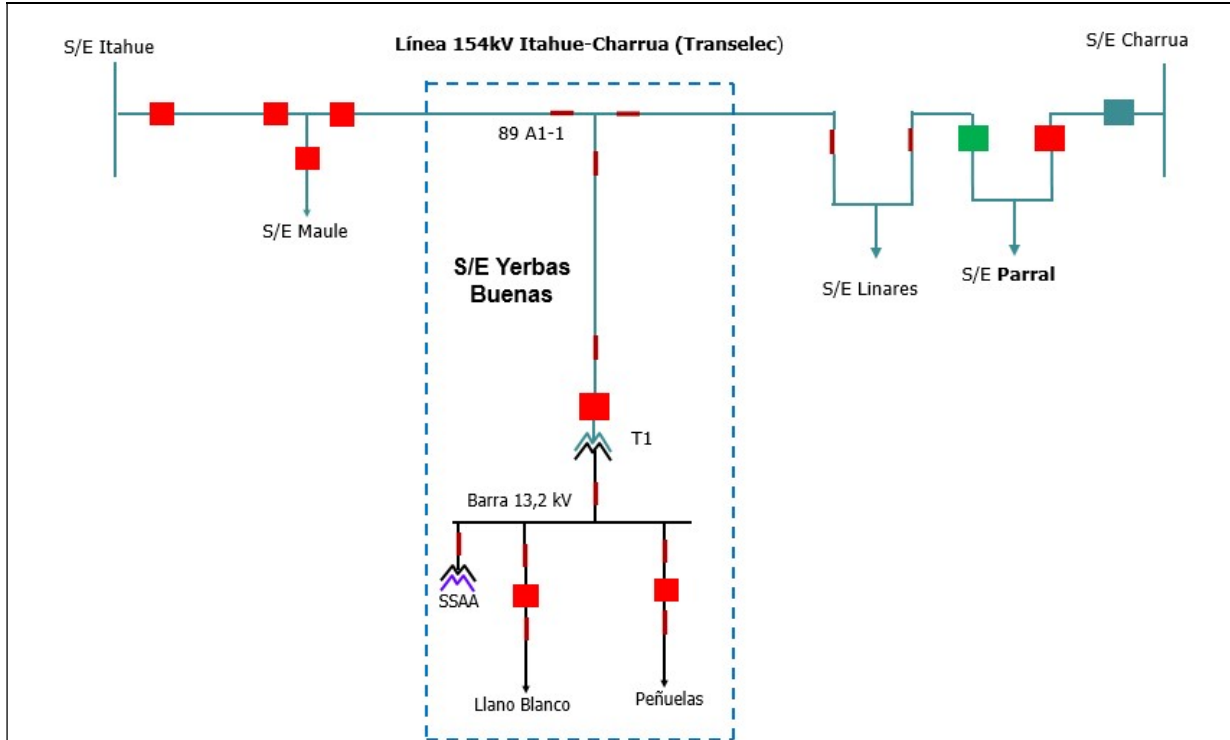 S/E Itahue
Línea 154kV Itahue-Charrua (Transelec)
S/E Charrua
89 A1-1
S/E Maule
S/E Yerbas
Buenas
S/E Linares
S/E Parral
T1
Barra 13,2 kV
SSAA
Llano Blanco
Peñuelas